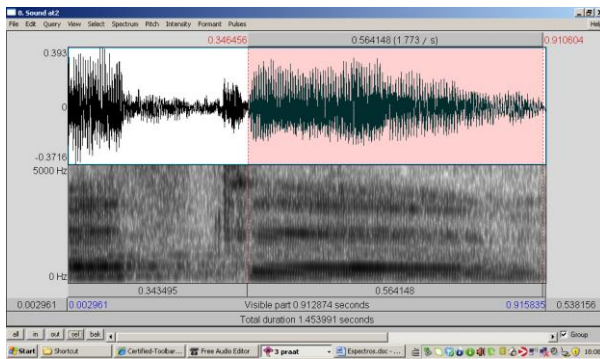 8. Sound at2
File Edit Query View Select Spectrum Pitch Intensity Formant Pulses Hel
0.346456 0.564148 (1.773 / s) 0.910604
0.393
0
-0.3716
5000 Hz
0 Hz
0.343495 0.564148
0.002961 0.002961 Visible part 0.912874 seconds 0.915835 0.538156
Total duration 1.453991 seconds
all in out sel bak Group
Start Shortcut Certified-Toolbar... Free Audio Editor 3 praat Espectros.doc - ...